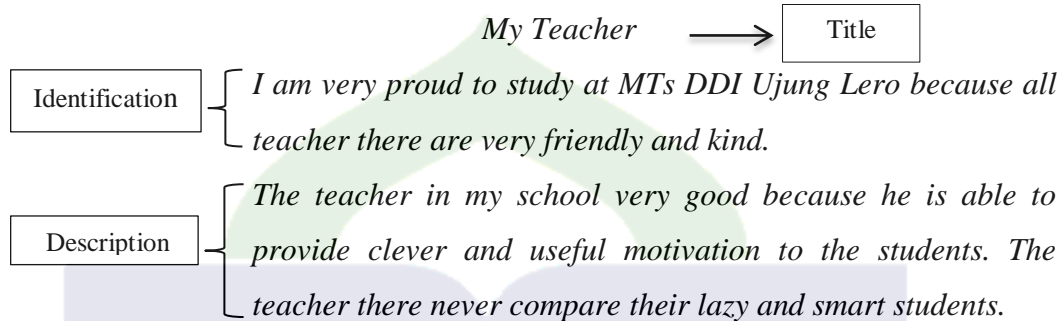 My Teacher Title
Identification I am very proud to study at MTs DDI Ujung Lero because all
teacher there are very friendly and kind.
The teacher in my school very good because he is able to
Description provide clever and useful motivation to the students. The
teacher there never compare their lazy and smart students.